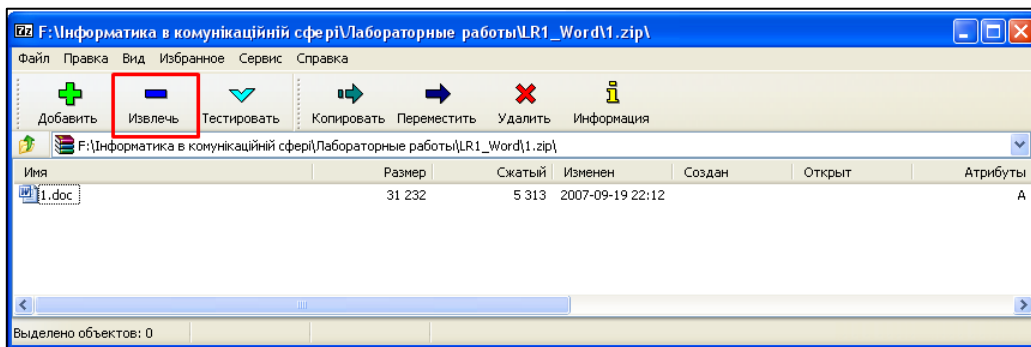 F:\Інформатика в комунікаційній сфері\Лабораторные работы\LR1_Word\1.zip\
Файл Правка Вид Избранное Сервис Справка
Добавить Извлечь Тестировать Копировать Переместить Удалить Информация
F:\Інформатика в комунікаційній сфері\Лабораторные работы\LR1_Word\1.zip\
Имя Размер Сжатый Изменен Создан Открыт Атрибуты
1.doc 31 232 5 313 2007-09-19 22:12 A
Выделено объектов: 0